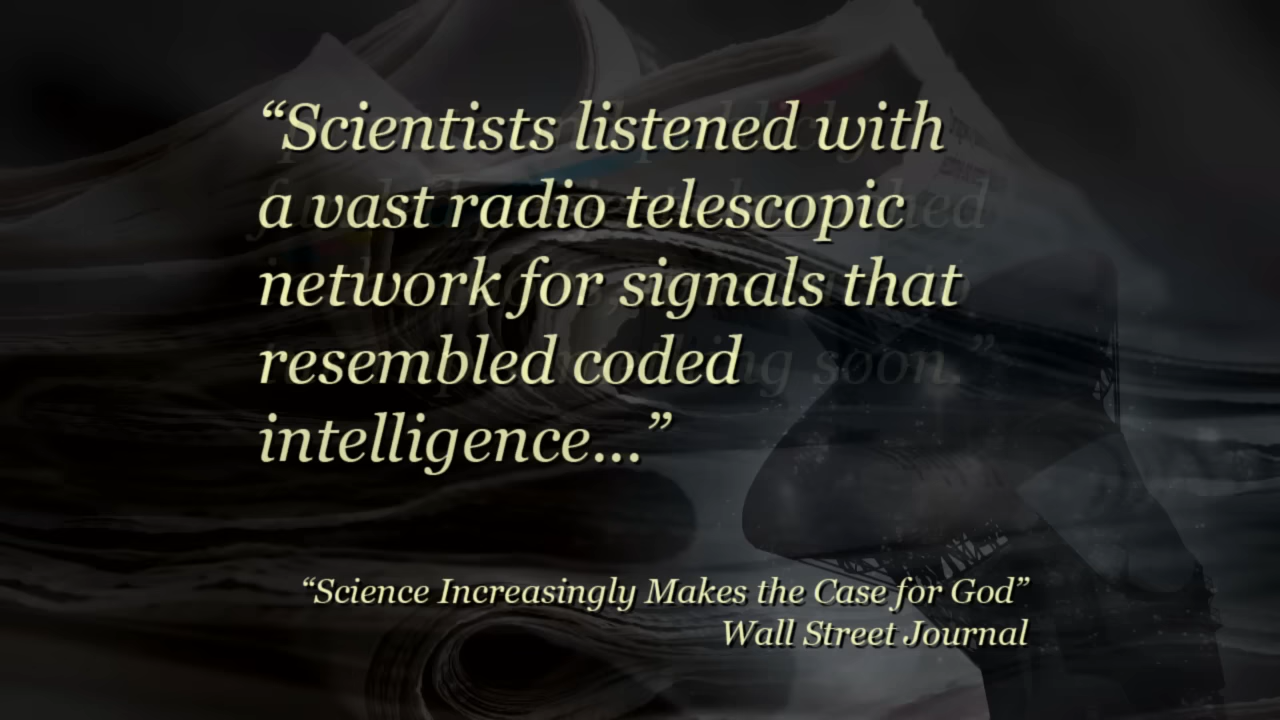 “Scientists listened with
a vast radio telescopic
network for signals that
resembled coded
intelligence...”
“Science Increasingly Makes the Case for God”
Wall Street Journal